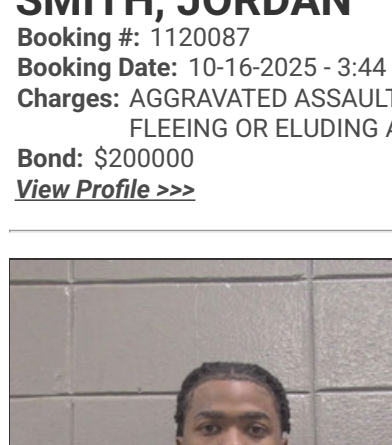 SMITH, JORDAN
Booking #: 1120087
Booking Date: 10-16-2025 - 3:44
Charges: AGGRAVATED ASSAULT
FLEEING OR ELUDING A
Bond: $200000
View Profile >>>